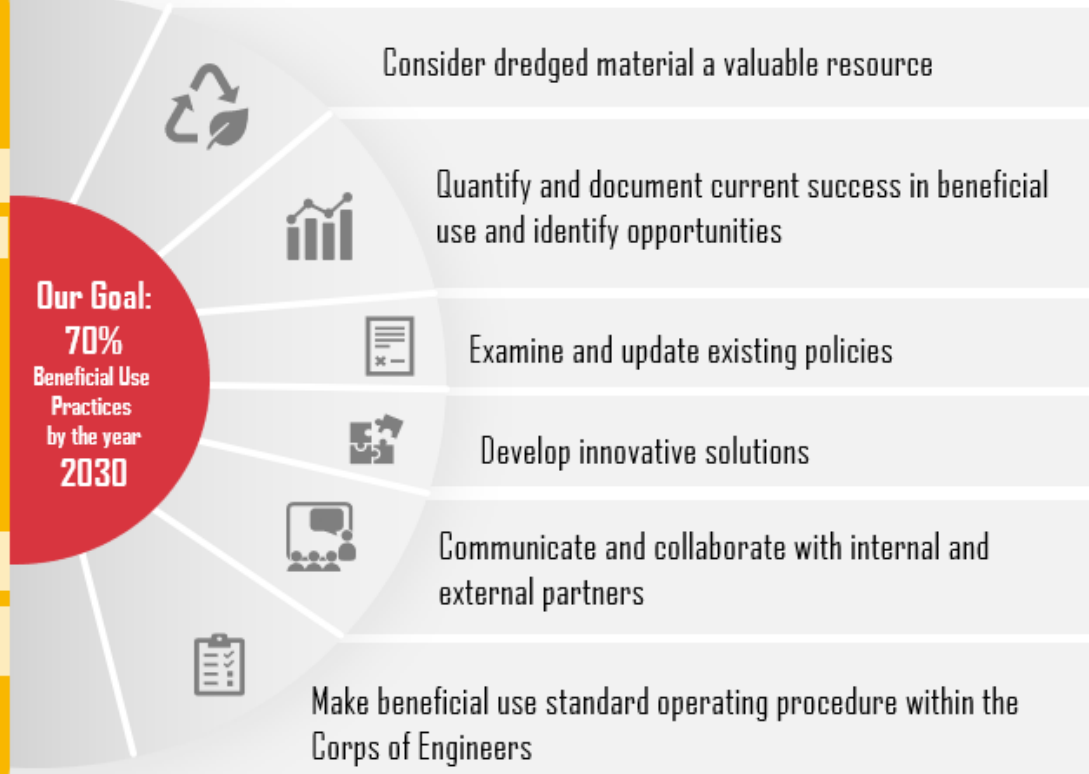 Consider dredged material a valuable resource
Quantify and document current success in beneficial
use and identify opportunities
Our Goal:
70%
Beneficial Use
Practices
by the year
2030
Examine and update existing policies
Develop innovative solutions
Communicate and collaborate with internal and
external partners
Make beneficial use standard operating procedure within the
Corps of Engineers